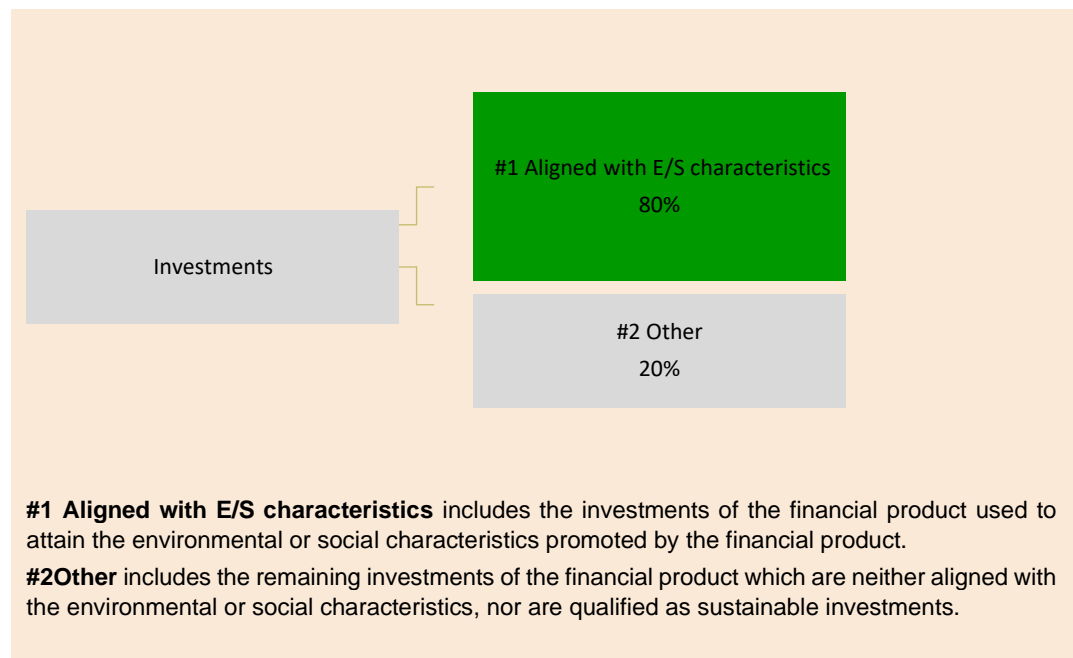 #1 Aligned with E/S characteristics
80%
Investments
#2 Other
20%
#1 Aligned with E/S characteristics includes the investments of the financial product used to
attain the environmental or social characteristics promoted by the financial product.
#2Other includes the remaining investments of the financial product which are neither aligned with
the environmental or social characteristics, nor are qualified as sustainable investments.